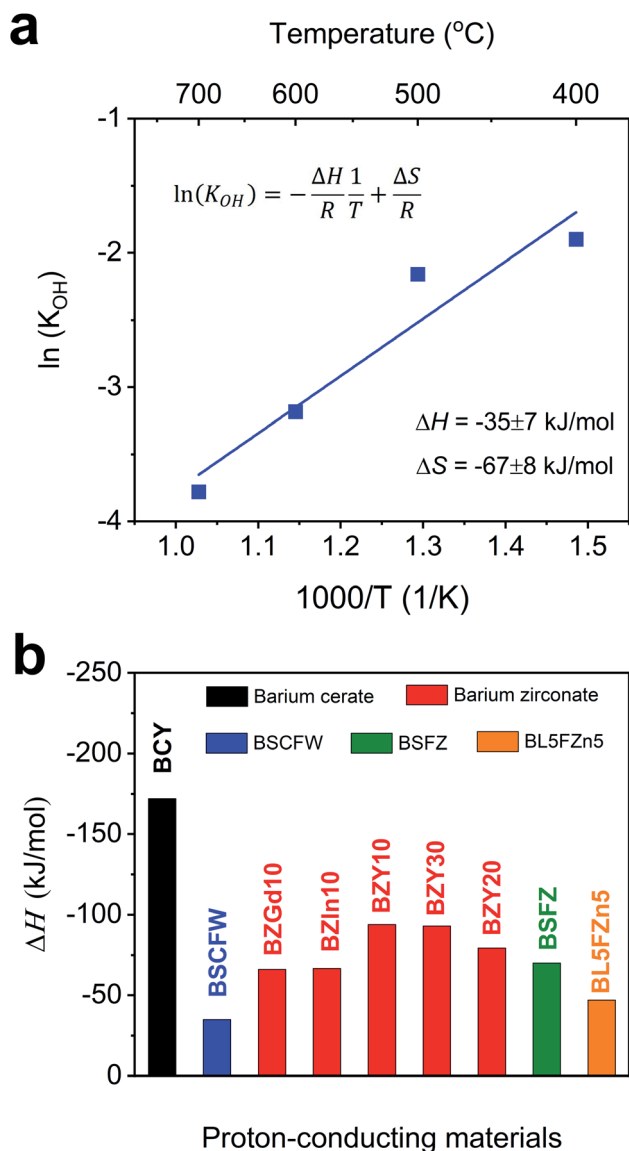 a
Temperature (°C)
700 600 500 400
-1
-2
-3
-4
ln (K_OH)
ln(K_OH) = -ΔH/R 1/T + ΔS/R
ΔH = -35±7 kJ/mol
ΔS = -67±8 kJ/mol
1.0 1.1 1.2 1.3 1.4 1.5
1000/T (1/K)
b
-250
-200
-150
-100
-50
0
ΔH (kJ/mol)
Barium cerate Barium zirconate
BSCFW BSFZ BL5FZn5
BCY
BSCFW
BZGd10
BZIn10
BZY10
BZY30
BZY20
BSFZ
BL5FZn5
Proton-conducting materials